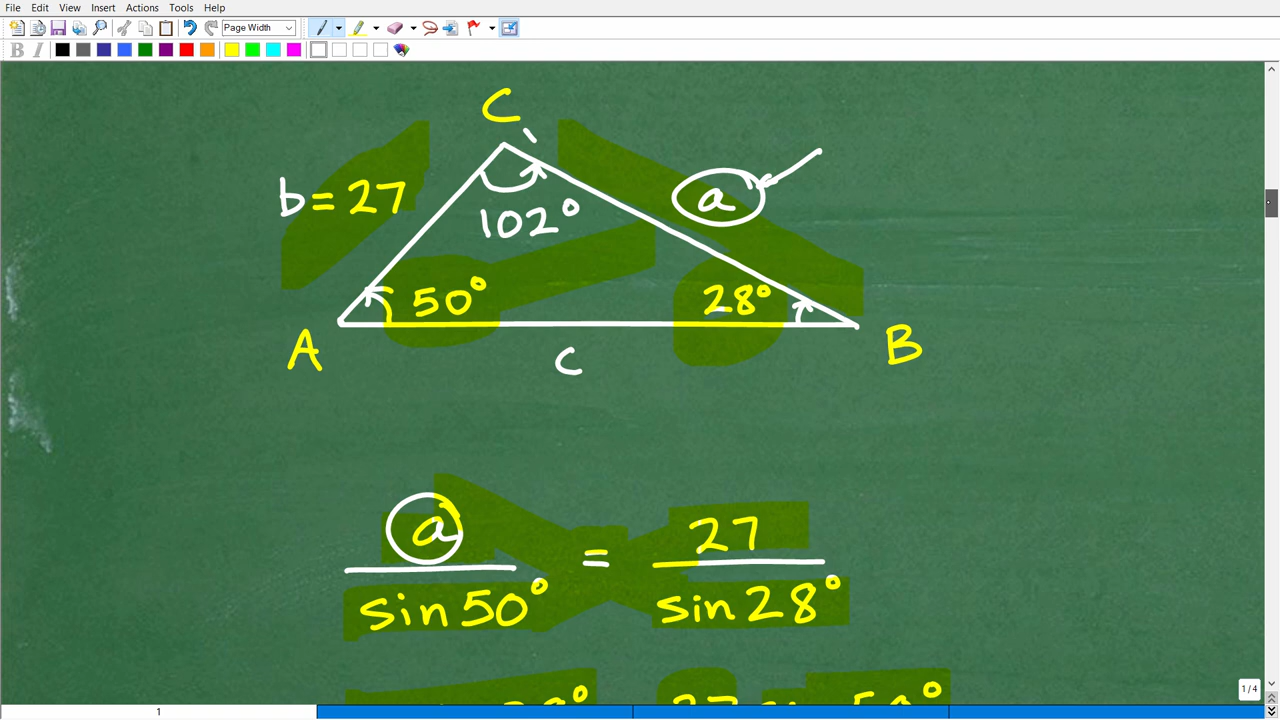 File Edit View Insert Actions Tools Help
Page Width
B I
C
b = 27
a
102°
50°
28°
A
c
B
a = 27
sin 50° sin 28°
1 / 4
1